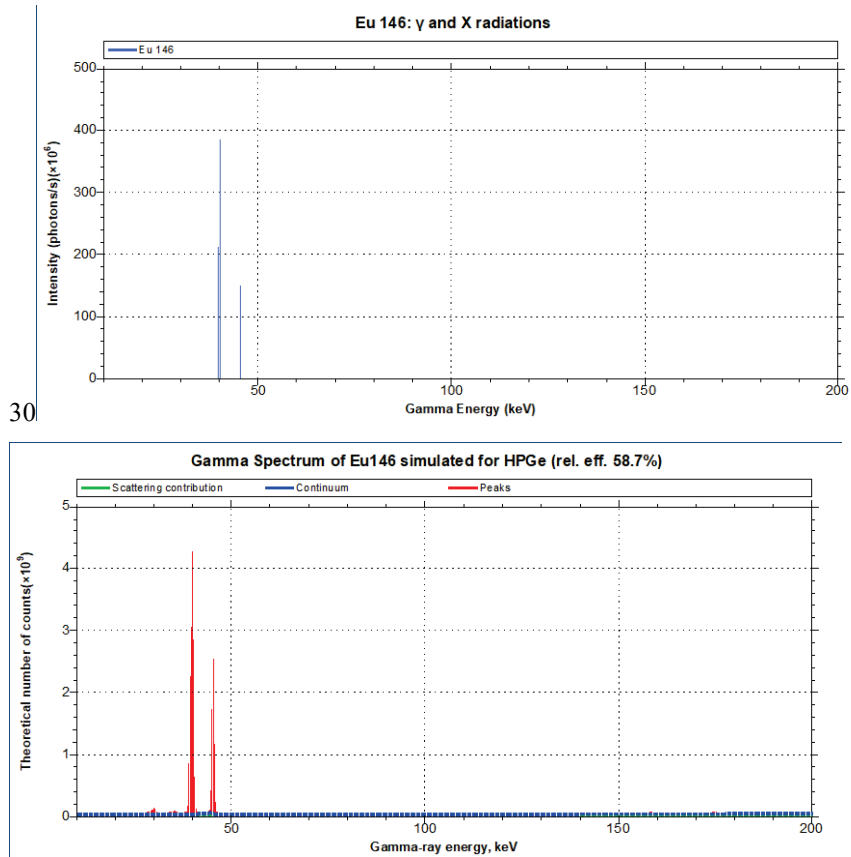 Eu 146: γ and X radiations
Eu 146
500
400
300
200
100
0
Intensity (photons/s)(×10⁶)
50
100
150
200
Gamma Energy (keV)
30
Gamma Spectrum of Eu146 simulated for HPGe (rel. eff. 58.7%)
Scattering contribution Continuum Peaks
5
4
3
2
1
0
Theoretical number of counts(×10⁹)
50
100
150
200
Gamma-ray energy, keV